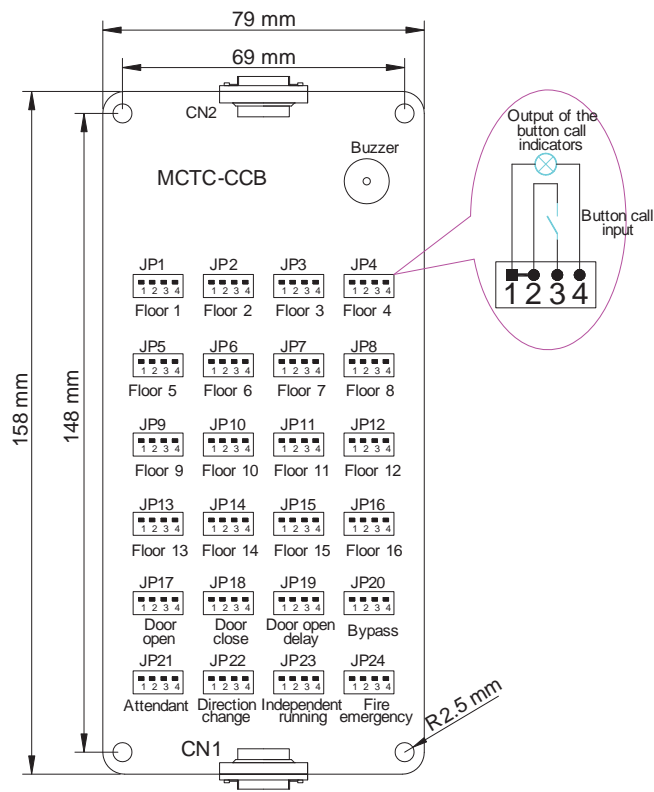 79 mm
69 mm
CN2
Buzzer
MCTC-CCB
Output of the
button call
indicators
Button call
input
1 2 3 4
158 mm
148 mm
JP1 JP2 JP3 JP4
1 2 3 4 1 2 3 4 1 2 3 4 1 2 3 4
Floor 1 Floor 2 Floor 3 Floor 4
JP5 JP6 JP7 JP8
1 2 3 4 1 2 3 4 1 2 3 4 1 2 3 4
Floor 5 Floor 6 Floor 7 Floor 8
JP9 JP10 JP11 JP12
1 2 3 4 1 2 3 4 1 2 3 4 1 2 3 4
Floor 9 Floor 10 Floor 11 Floor 12
JP13 JP14 JP15 JP16
1 2 3 4 1 2 3 4 1 2 3 4 1 2 3 4
Floor 13 Floor 14 Floor 15 Floor 16
JP17 JP18 JP19 JP20
1 2 3 4 1 2 3 4 1 2 3 4 1 2 3 4
Door Door Door open Bypass
open close delay
JP21 JP22 JP23 JP24
1 2 3 4 1 2 3 4 1 2 3 4 1 2 3 4
Attendant Direction Independent Fire
change running emergency
R2.5 mm
CN1